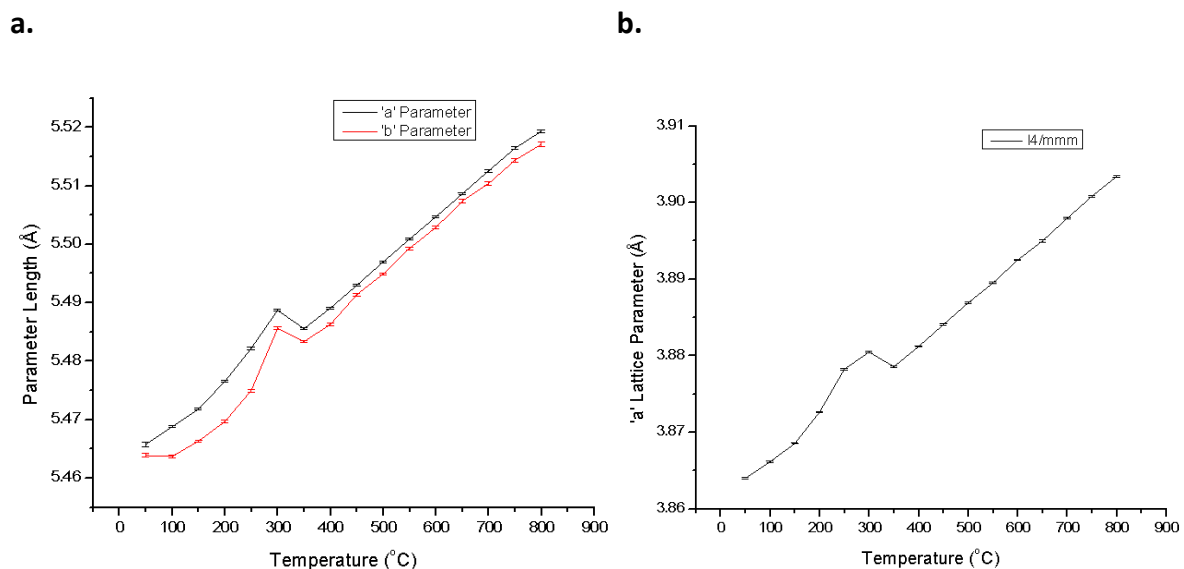 a.
'a' Parameter
'b' Parameter
5.52
5.51
5.50
5.49
5.48
5.47
5.46
Parameter Length (Å)
0 100 200 300 400 500 600 700 800 900
Temperature (°C)
b.
I4/mmm
3.91
3.90
3.89
3.88
3.87
3.86
'a' Lattice Parameter (Å)
0 100 200 300 400 500 600 700 800 900
Temperature (°C)